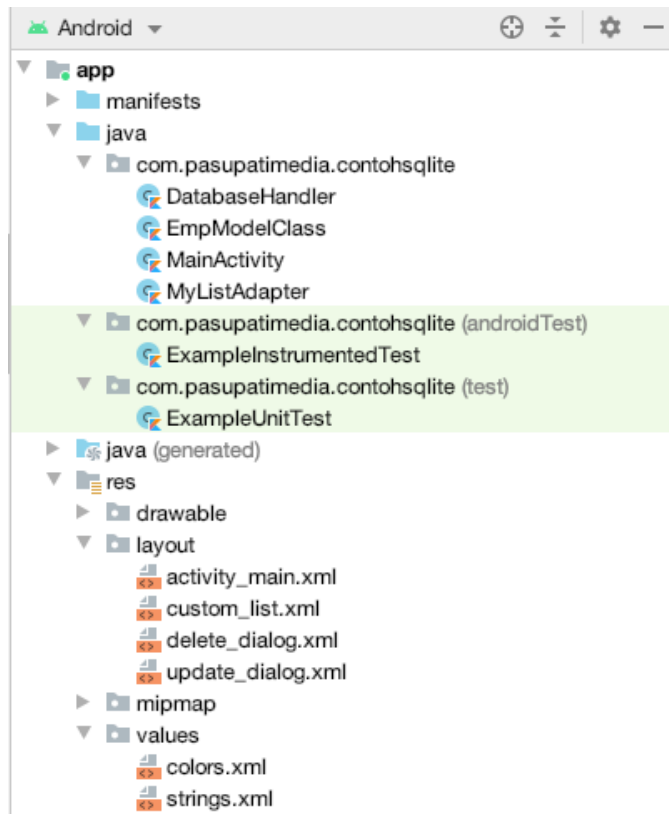 Android
app
manifests
java
com.pasupatimedia.contohsqlite
DatabaseHandler
EmpModelClass
MainActivity
MyListAdapter
com.pasupatimedia.contohsqlite (androidTest)
ExampleInstrumentedTest
com.pasupatimedia.contohsqlite (test)
ExampleUnitTest
java (generated)
res
drawable
layout
activity_main.xml
custom_list.xml
delete_dialog.xml
update_dialog.xml
mipmap
values
colors.xml
strings.xml